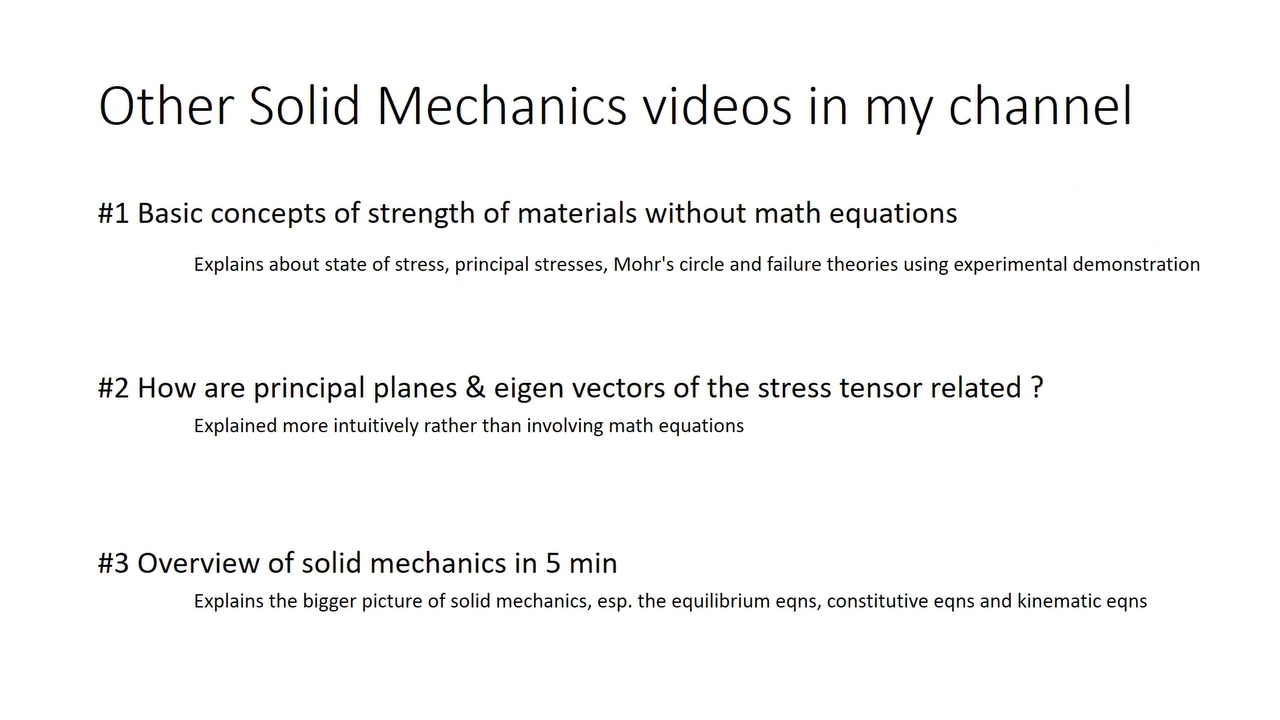 Other Solid Mechanics videos in my channel
#1 Basic concepts of strength of materials without math equations
Explains about state of stress, principal stresses, Mohr's circle and failure theories using experimental demonstration
#2 How are principal planes & eigen vectors of the stress tensor related ?
Explained more intuitively rather than involving math equations
#3 Overview of solid mechanics in 5 min
Explains the bigger picture of solid mechanics, esp. the equilibrium eqns, constitutive eqns and kinematic eqns